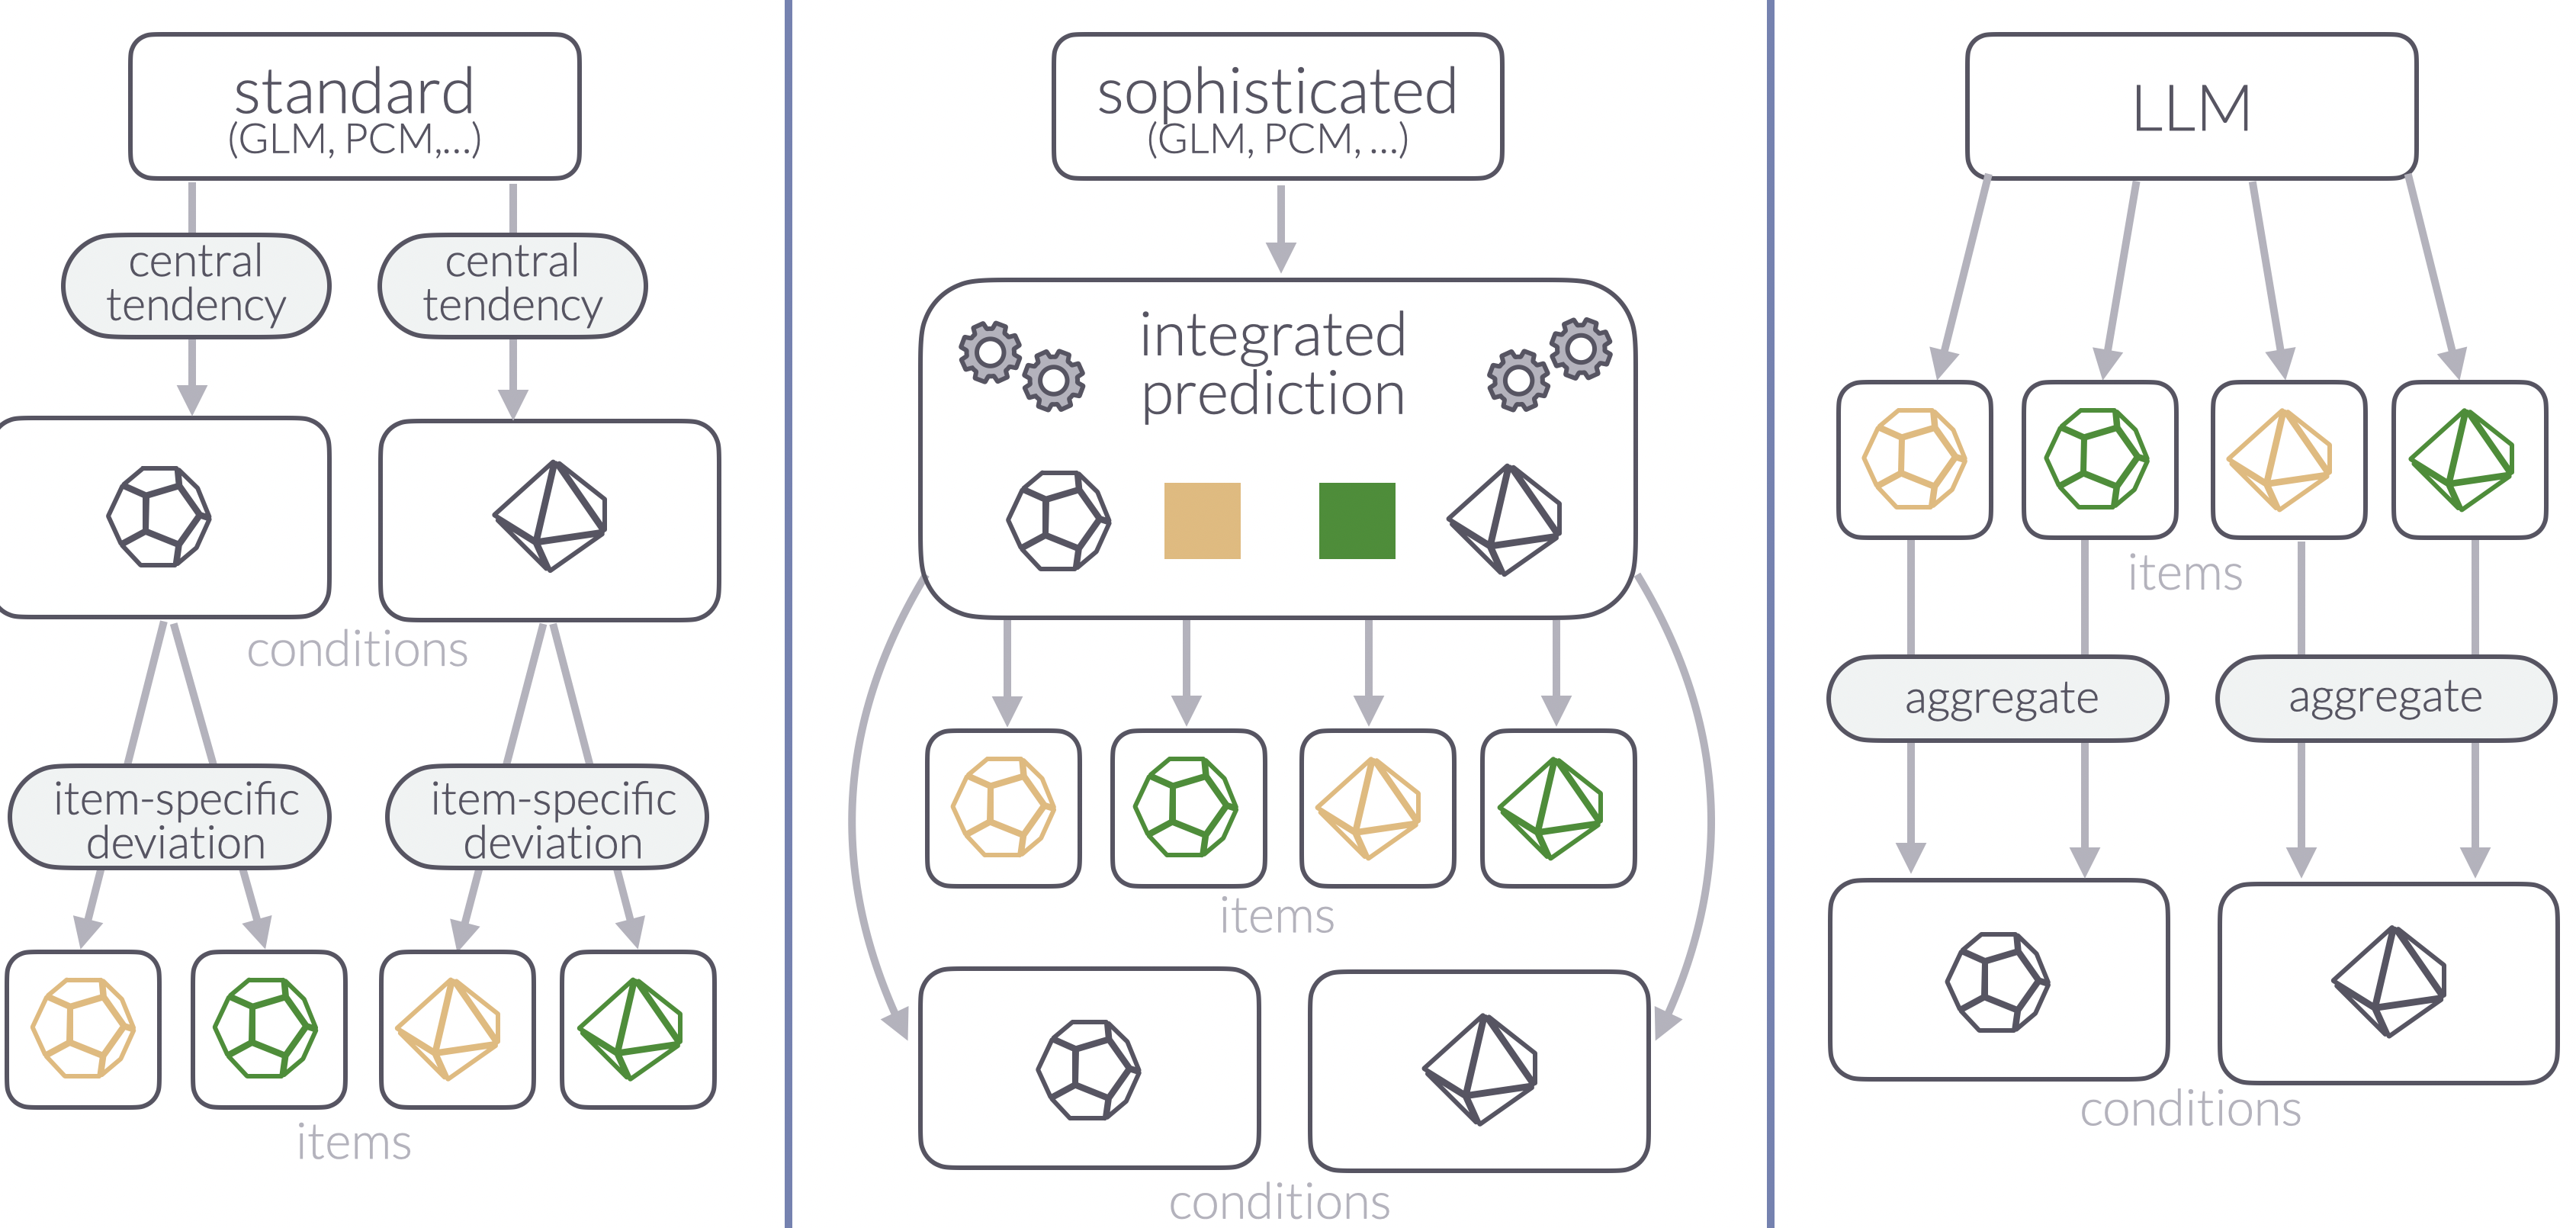 standard
(GLM, PCM,...)
central
tendency
central
tendency
conditions
item-specific
deviation
item-specific
deviation
items
sophisticated
(GLM, PCM, ...)
integrated
prediction
items
conditions
LLM
items
aggregate
aggregate
conditions